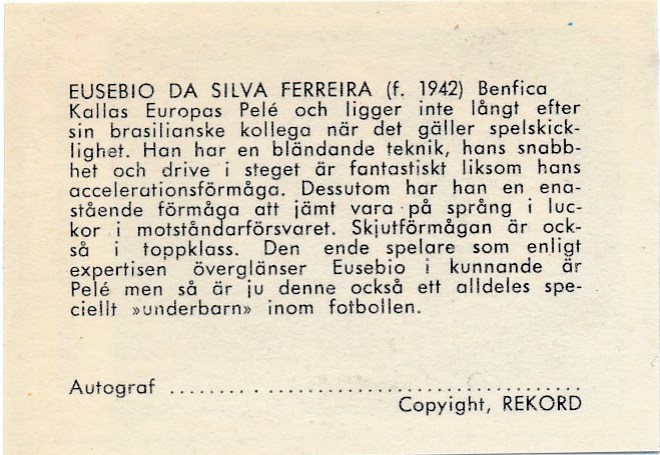 EUSEBIO DA SILVA FERREIRA (f. 1942) Benfica
Kallas Europas Pelé och ligger inte långt efter
sin brasilianske kollega när det gäller spelskick-
lighet. Han har en bländande teknik, hans snabb-
het och drive i steget är fantastiskt liksom hans
accelerationsförmåga. Dessutom har han en ena-
stående förmåga att jämt vara på språng i luc-
kor i motståndarförsvaret. Skjutförmågan är ock-
så i toppklass. Den ende spelare som enligt
expertisen överglänser Eusebio i kunnande är
Pelé men så är ju denne också ett alldeles spe-
ciellt »underbarn» inom fotbollen.
Autograf ........ . ....................................
Copyright, REKORD